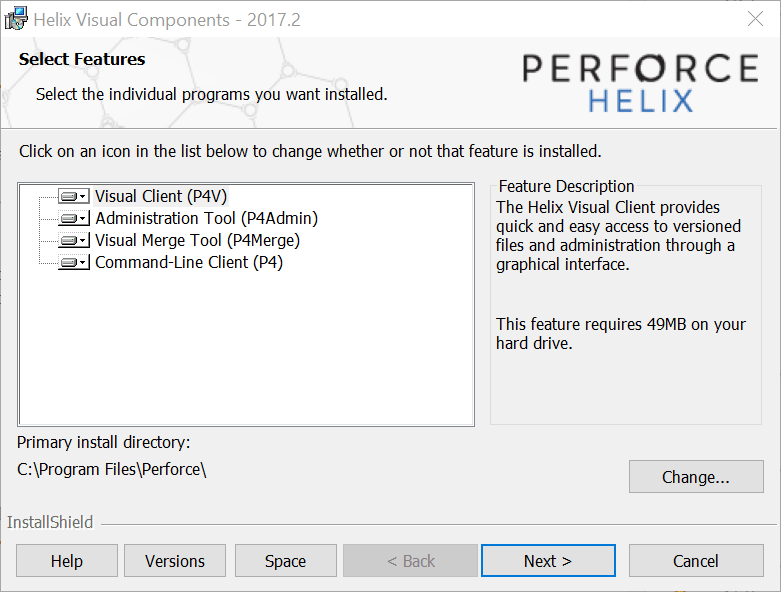 Helix Visual Components - 2017.2
Select Features
Select the individual programs you want installed.
PERFORCE
HELIX
Click on an icon in the list below to change whether or not that feature is installed.
Visual Client (P4V)
Administration Tool (P4Admin)
Visual Merge Tool (P4Merge)
Command-Line Client (P4)
Feature Description
The Helix Visual Client provides
quick and easy access to versioned
files and administration through a
graphical interface.
This feature requires 49MB on your
hard drive.
Primary install directory:
C:\Program Files\Perforce\
Change...
InstallShield
Help
Versions
Space
< Back
Next >
Cancel